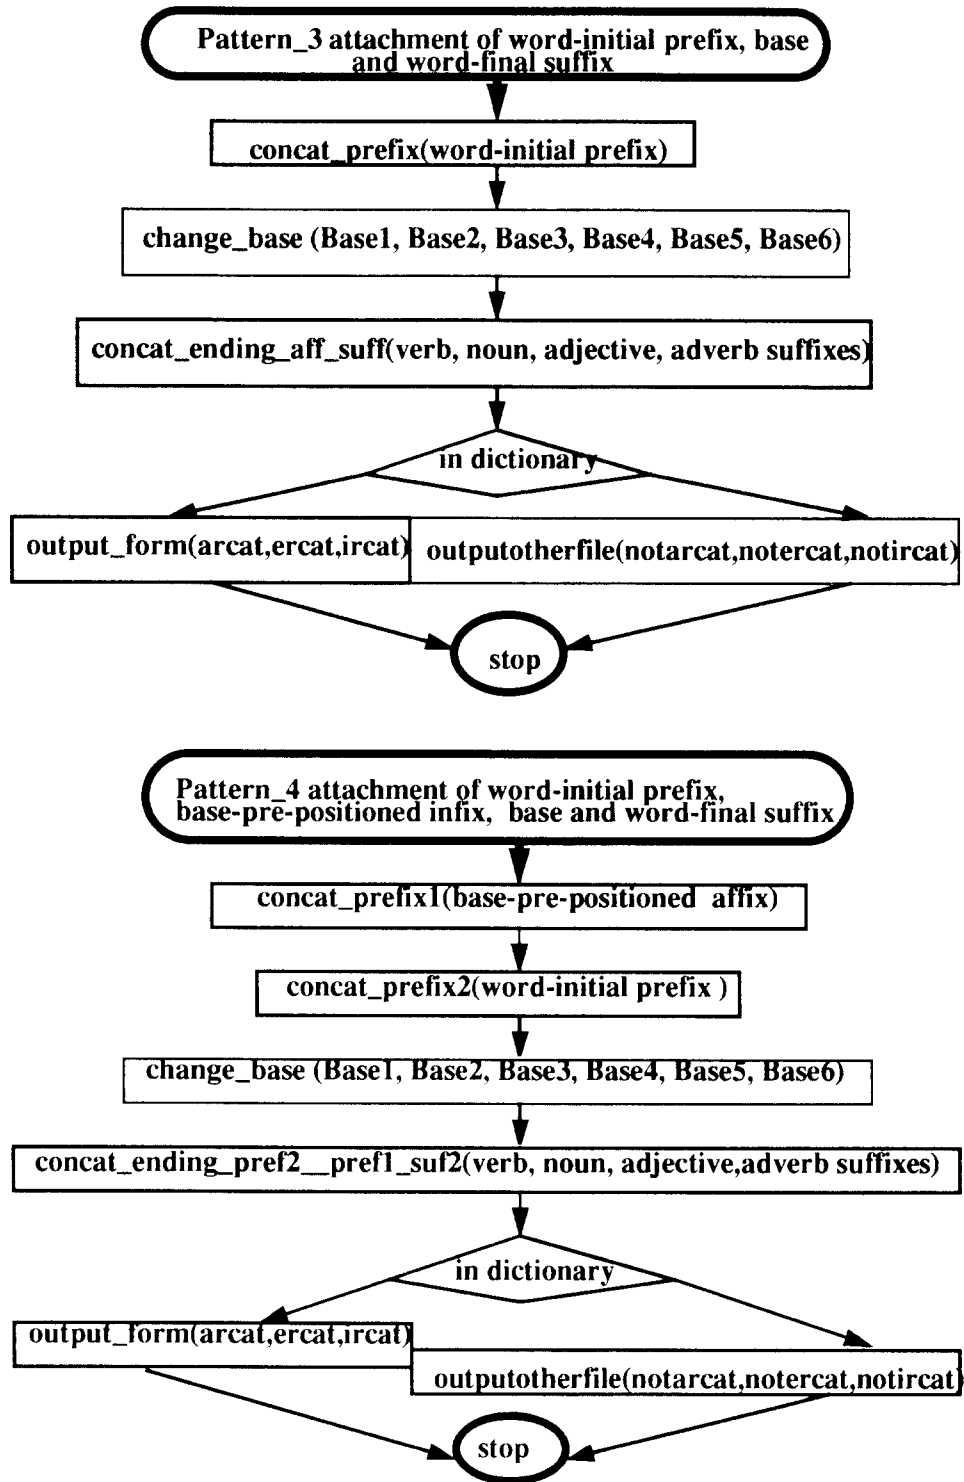 Pattern_3 attachment of word-initial prefix, base
and word-final suffix
concat_prefix(word-initial prefix)
change_base (Base1, Base2, Base3, Base4, Base5, Base6)
concat_ending_aff_suff(verb, noun, adjective, adverb suffixes)
in dictionary
output_form(arcat,ercat,ircat)
outputotherfile(notarcat,notercat,notircat)
stop
Pattern_4 attachment of word-initial prefix,
base-pre-positioned infix, base and word-final suffix
concat_prefix1(base-pre-positioned affix)
concat_prefix2(word-initial prefix )
change_base (Base1, Base2, Base3, Base4, Base5, Base6)
concat_ending_pref2__pref1_suf2(verb, noun, adjective,adverb suffixes)
in dictionary
output_form(arcat,ercat,ircat)
outputotherfile(notarcat,notercat,notircat)
stop